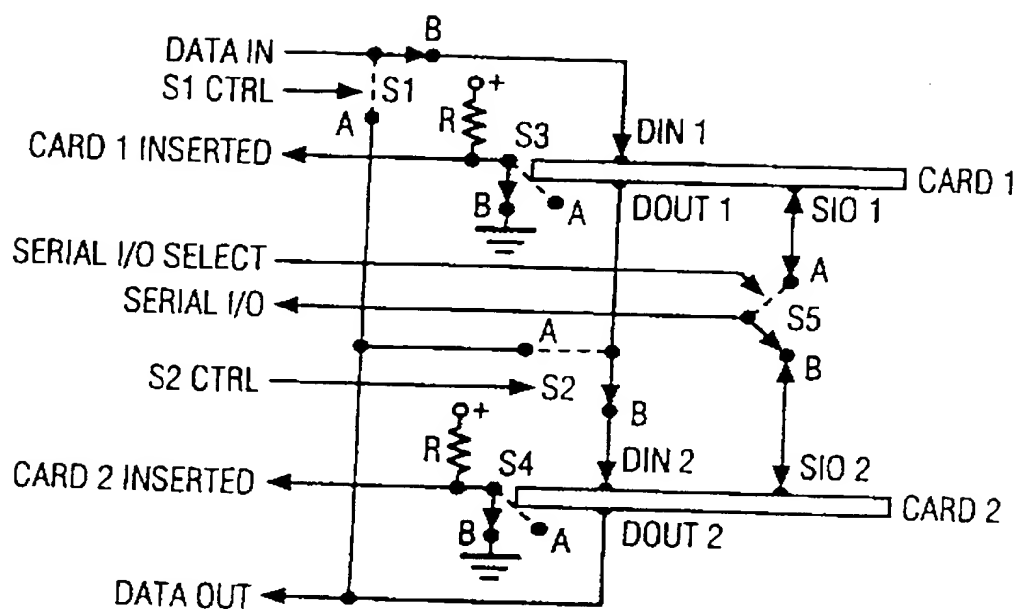 B
DATA IN
S1 CTRL
S1
+
A
R
S3
DIN 1
CARD 1 INSERTED
CARD 1
B
A
DOUT 1
SIO 1
SERIAL I/O SELECT
A
SERIAL I/O
S5
A
B
S2 CTRL
S2
+
B
R
S4
DIN 2
SIO 2
CARD 2 INSERTED
CARD 2
B
A
DOUT 2
DATA OUT